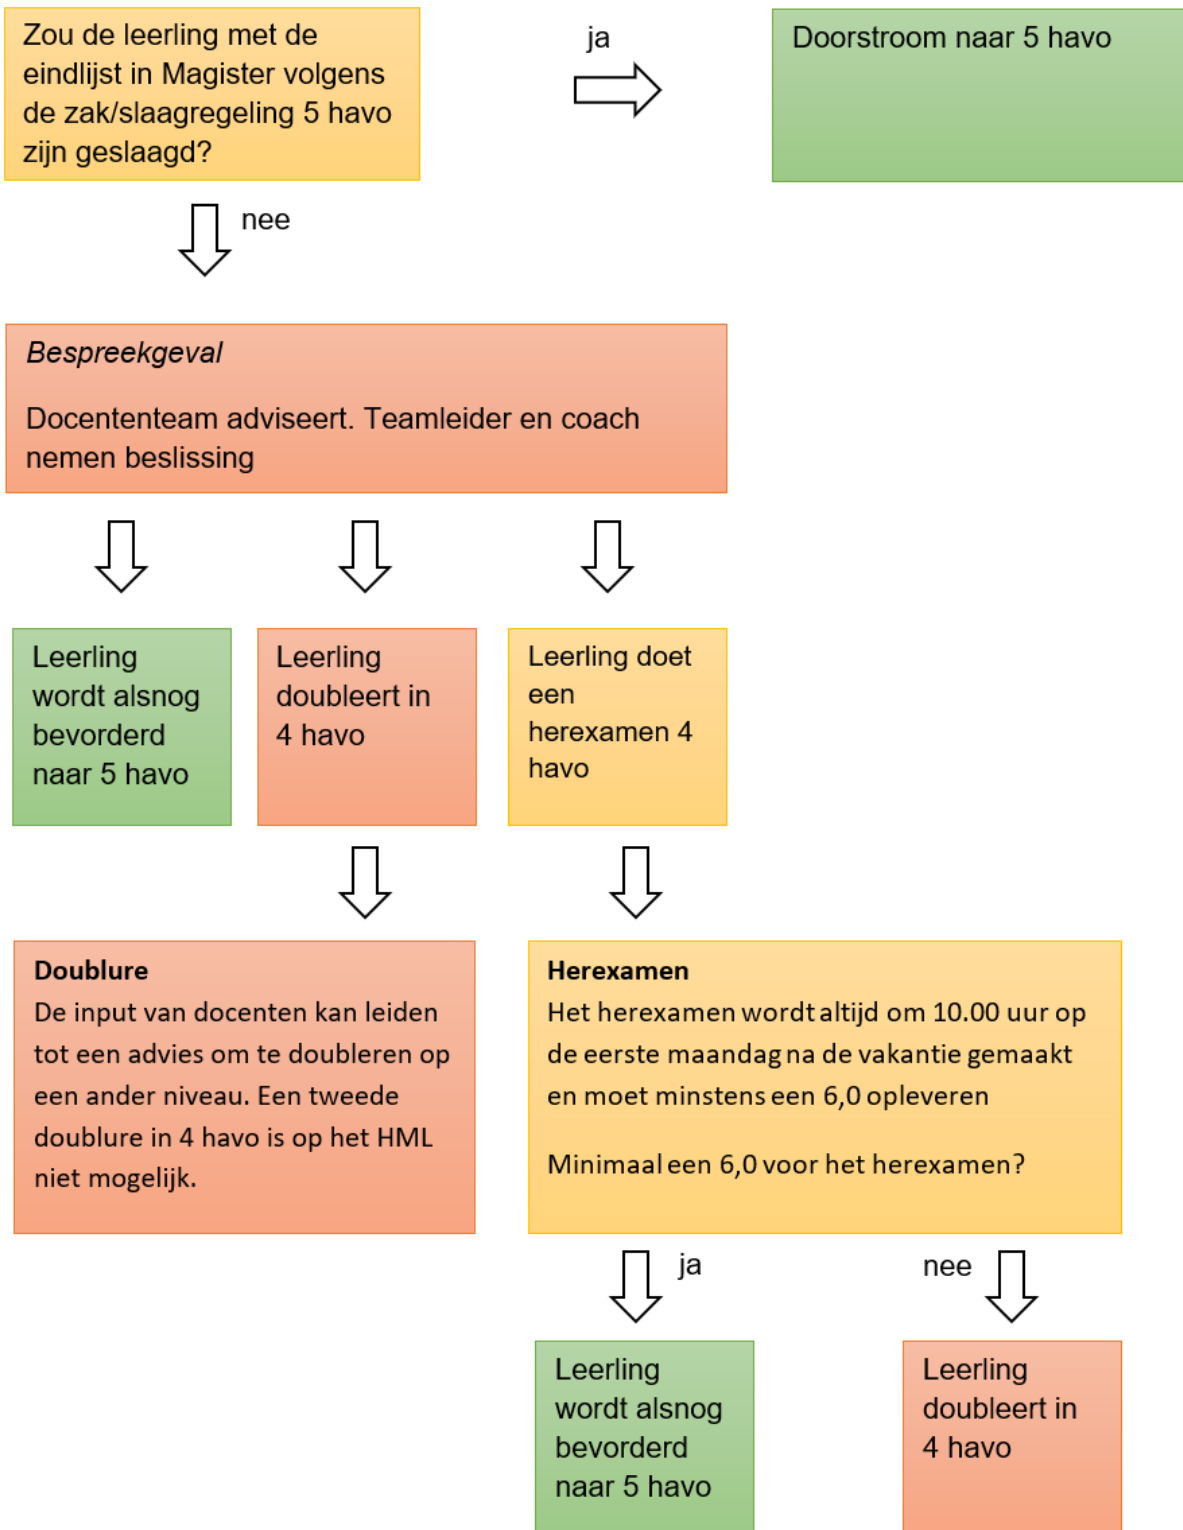 Zou de leerling met de
eindlijst in Magister volgens
de zak/slaagregeling 5 havo
zijn geslaagd?
ja
Doorstroom naar 5 havo
nee
Bespreekgeval
Docententeam adviseert. Teamleider en coach
nemen beslissing
Leerling
wordt alsnog
bevorderd
naar 5 havo
Leerling
doubleert in
4 havo
Leerling doet
een
herexamen 4
havo
Doublure
De input van docenten kan leiden
tot een advies om te doubleren op
een ander niveau. Een tweede
doublure in 4 havo is op het HML
niet mogelijk.
Herexamen
Het herexamen wordt altijd om 10.00 uur op
de eerste maandag na de vakantie gemaakt
en moet minstens een 6,0 opleveren
Minimaal een 6,0 voor het herexamen?
ja
nee
Leerling
wordt alsnog
bevorderd
naar 5 havo
Leerling
doubleert in
4 havo